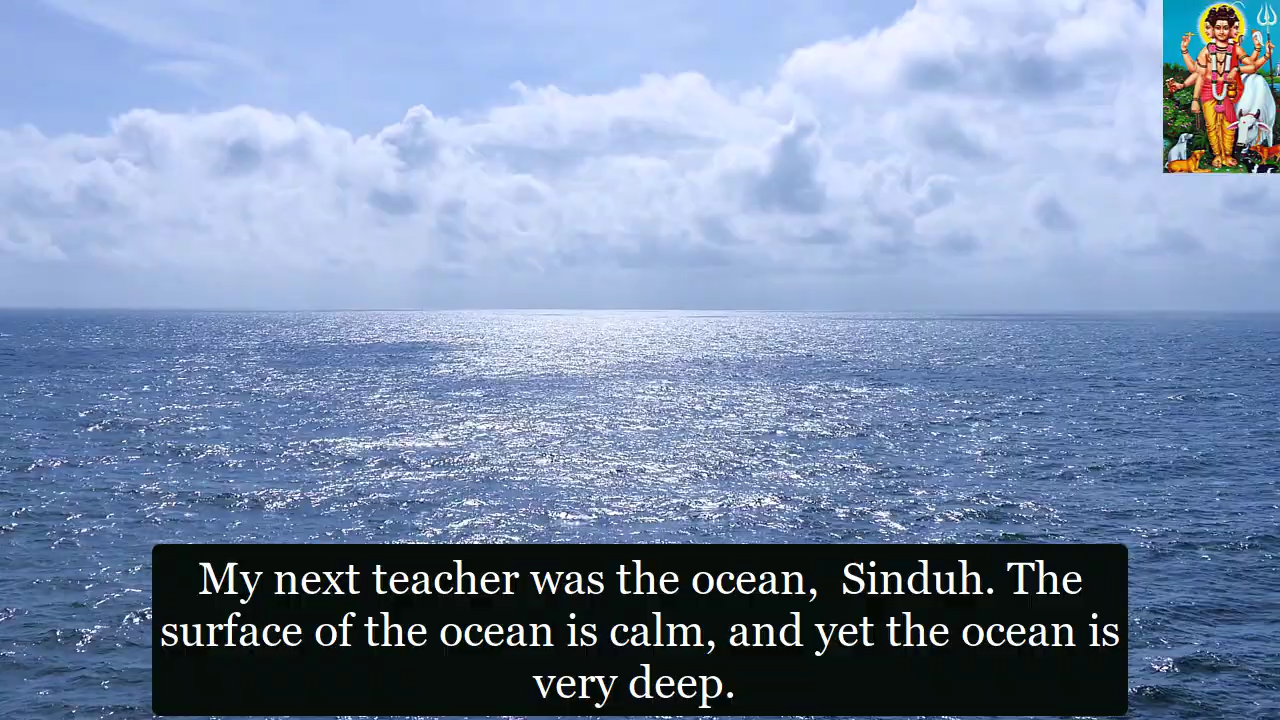 My next teacher was the ocean,  Sinduh. The
surface of the ocean is calm, and yet the ocean is
very deep.